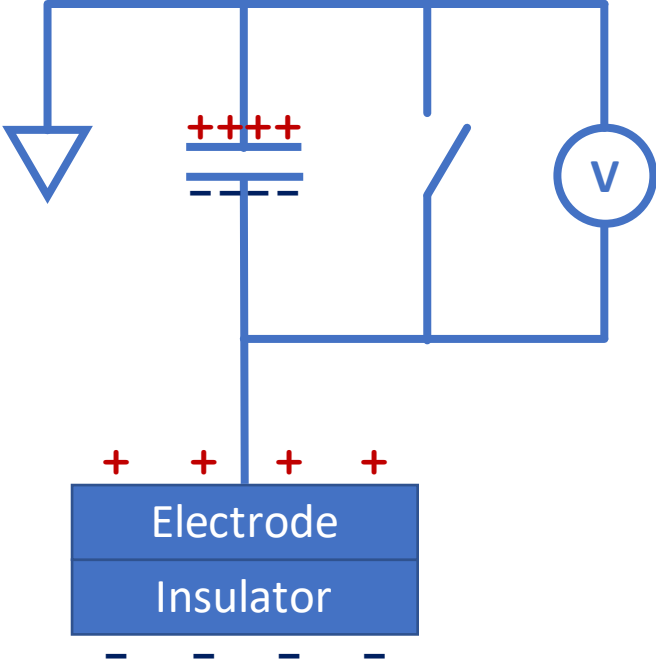 ++++
----
V
+ + + +
Electrode
Insulator
- - - -